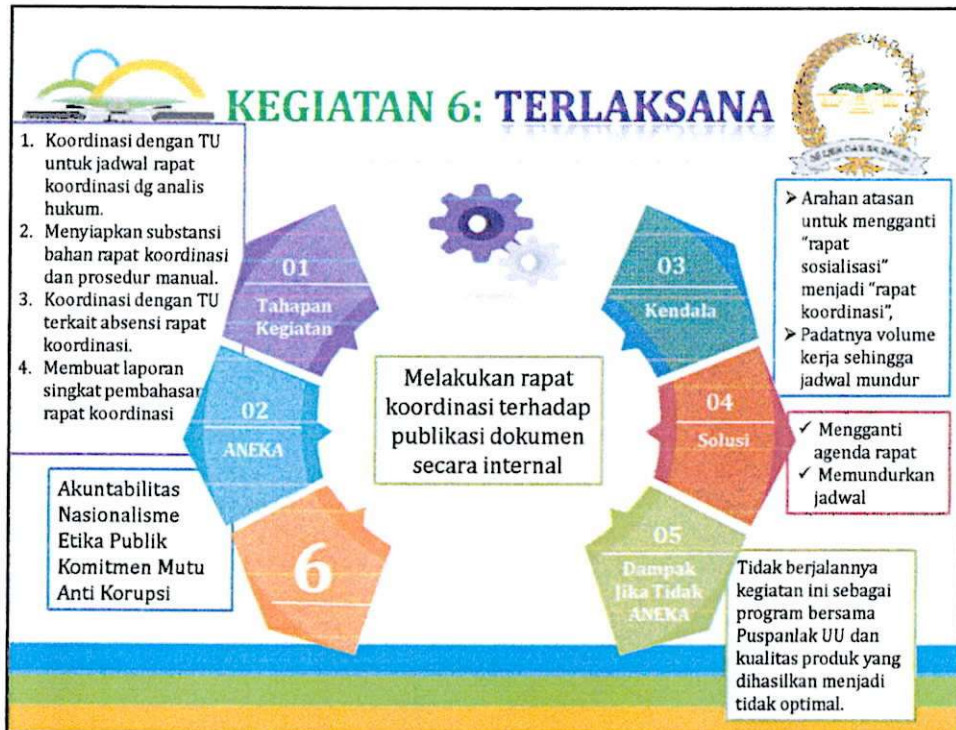 KEGIATAN 6: TERLAKSANA
1. Koordinasi dengan TU
untuk jadwal rapat
koordinasi dg analis
hukum.
2. Menyiapkan substansi
bahan rapat koordinasi
dan prosedur manual.
3. Koordinasi dengan TU
terkait absensi rapat
koordinasi.
4. Membuat laporan
singkat pembahasan
rapat koordinasi
01
Tahapan
Kegiatan
02
ANEKA
Akuntabilitas
Nasionalisme
Etika Publik
Komitmen Mutu
Anti Korupsi
6
Melakukan rapat
koordinasi terhadap
publikasi dokumen
secara internal
03
Kendala
➢ Arahan atasan
untuk mengganti
"rapat
sosialisasi"
menjadi "rapat
koordinasi",
➢ Padatnya volume
kerja sehingga
jadwal mundur
04
Solusi
✓ Mengganti
agenda rapat
✓ Memundurkan
jadwal
05
Dampak
Jika Tidak
ANEKA
Tidak berjalannya
kegiatan ini sebagai
program bersama
Puspanlak UU dan
kualitas produk yang
dihasilkan menjadi
tidak optimal.